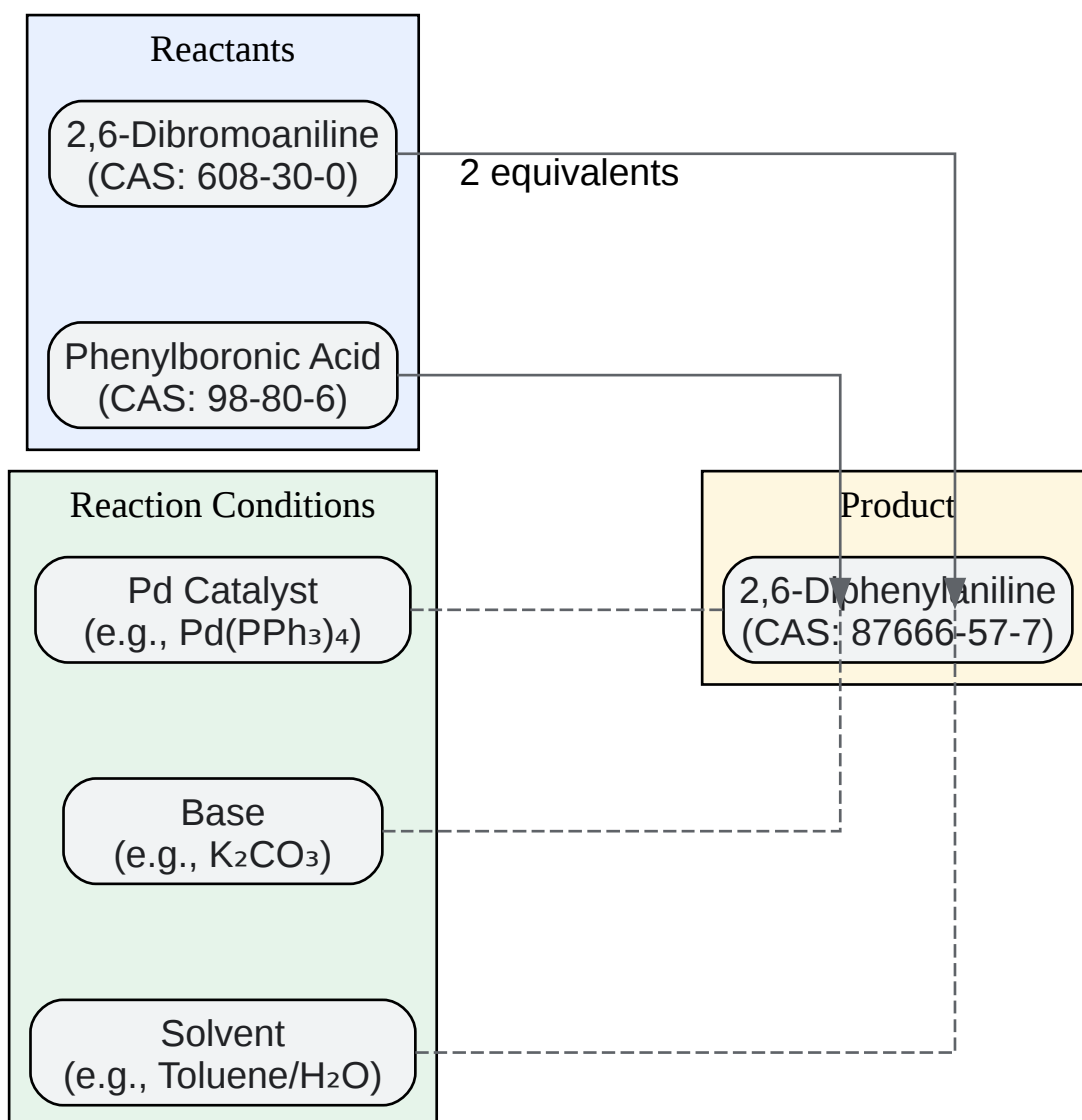 Reactants
2,6-Dibromoaniline
(CAS: 608-30-0)
2 equivalents
Phenylboronic Acid
(CAS: 98-80-6)
Reaction Conditions
Pd Catalyst
(e.g., Pd(PPh₃)₄)
Base
(e.g., K₂CO₃)
Solvent
(e.g., Toluene/H₂O)
Product
2,6-Diphenylaniline
(CAS: 87666-57-7)